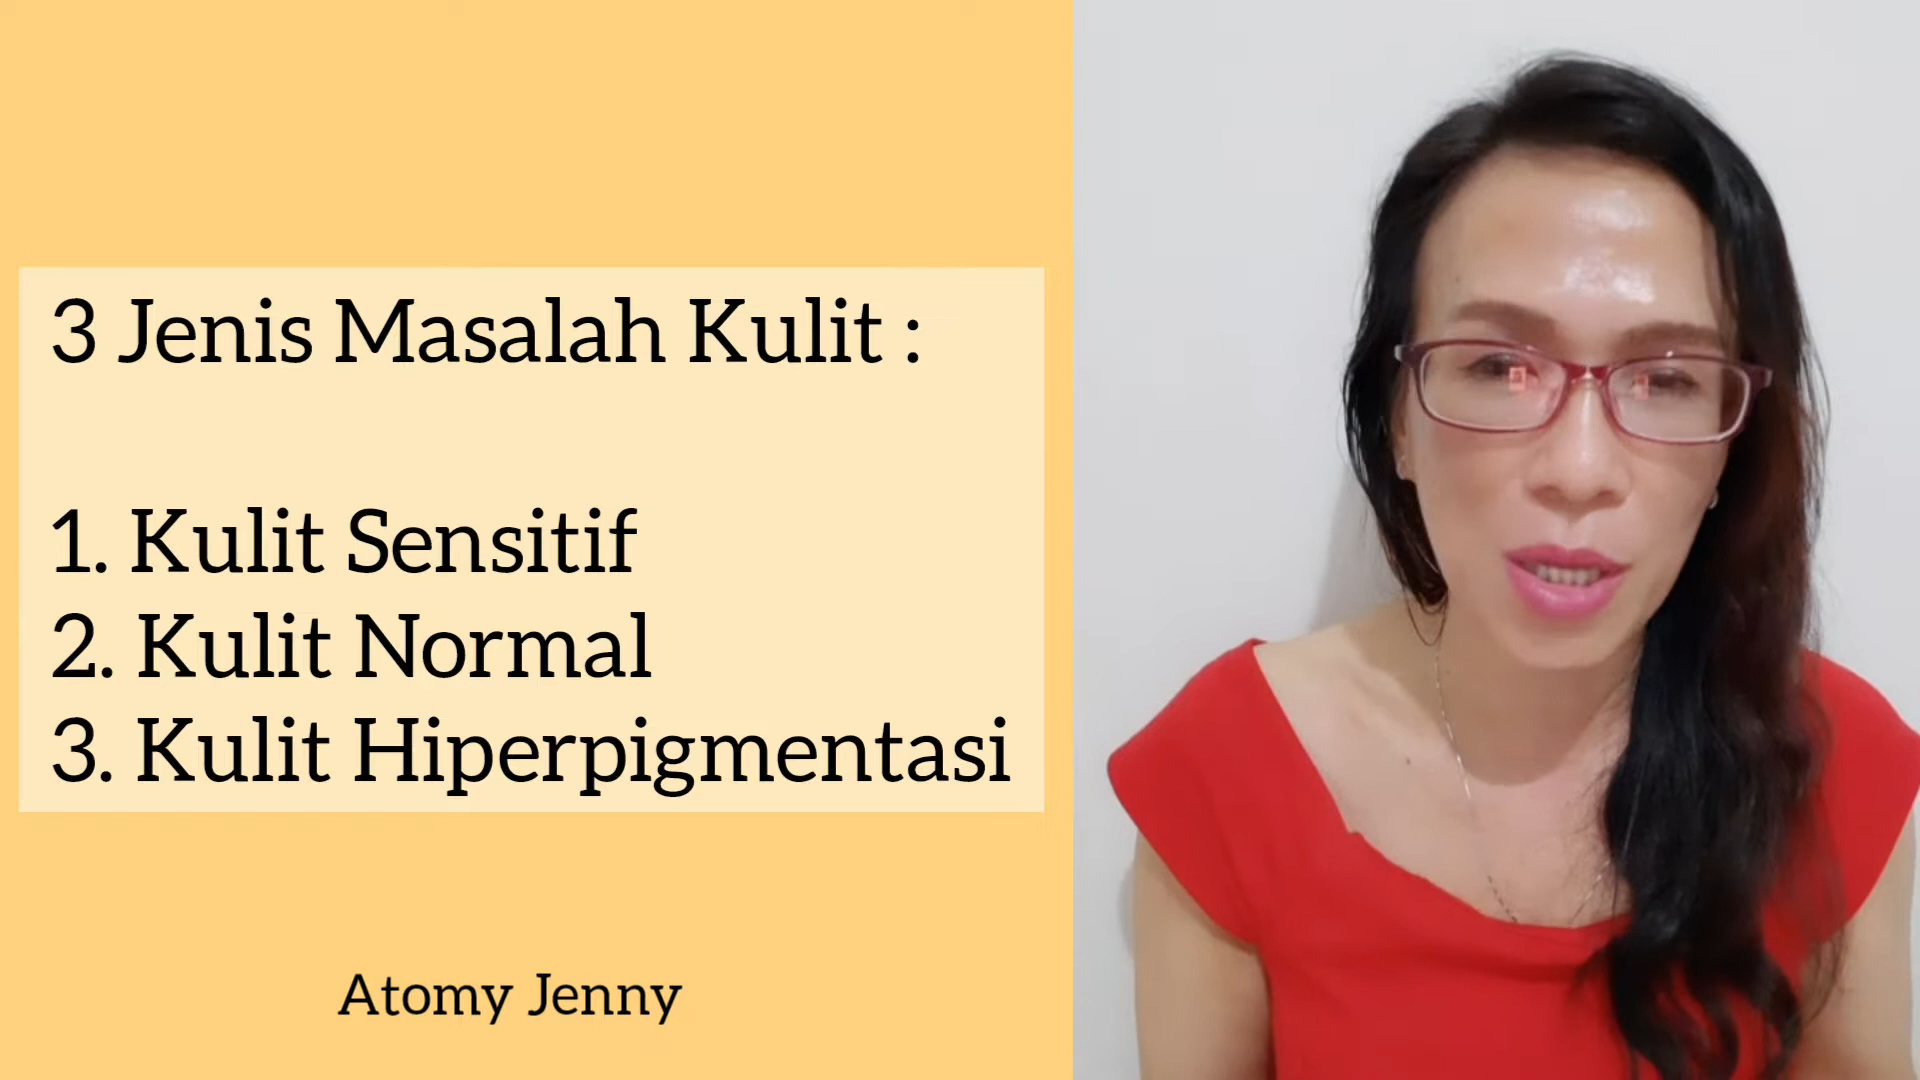 3 Jenis Masalah Kulit :
1. Kulit Sensitif
2. Kulit Normal
3. Kulit Hiperpigmentasi
Atomy Jenny